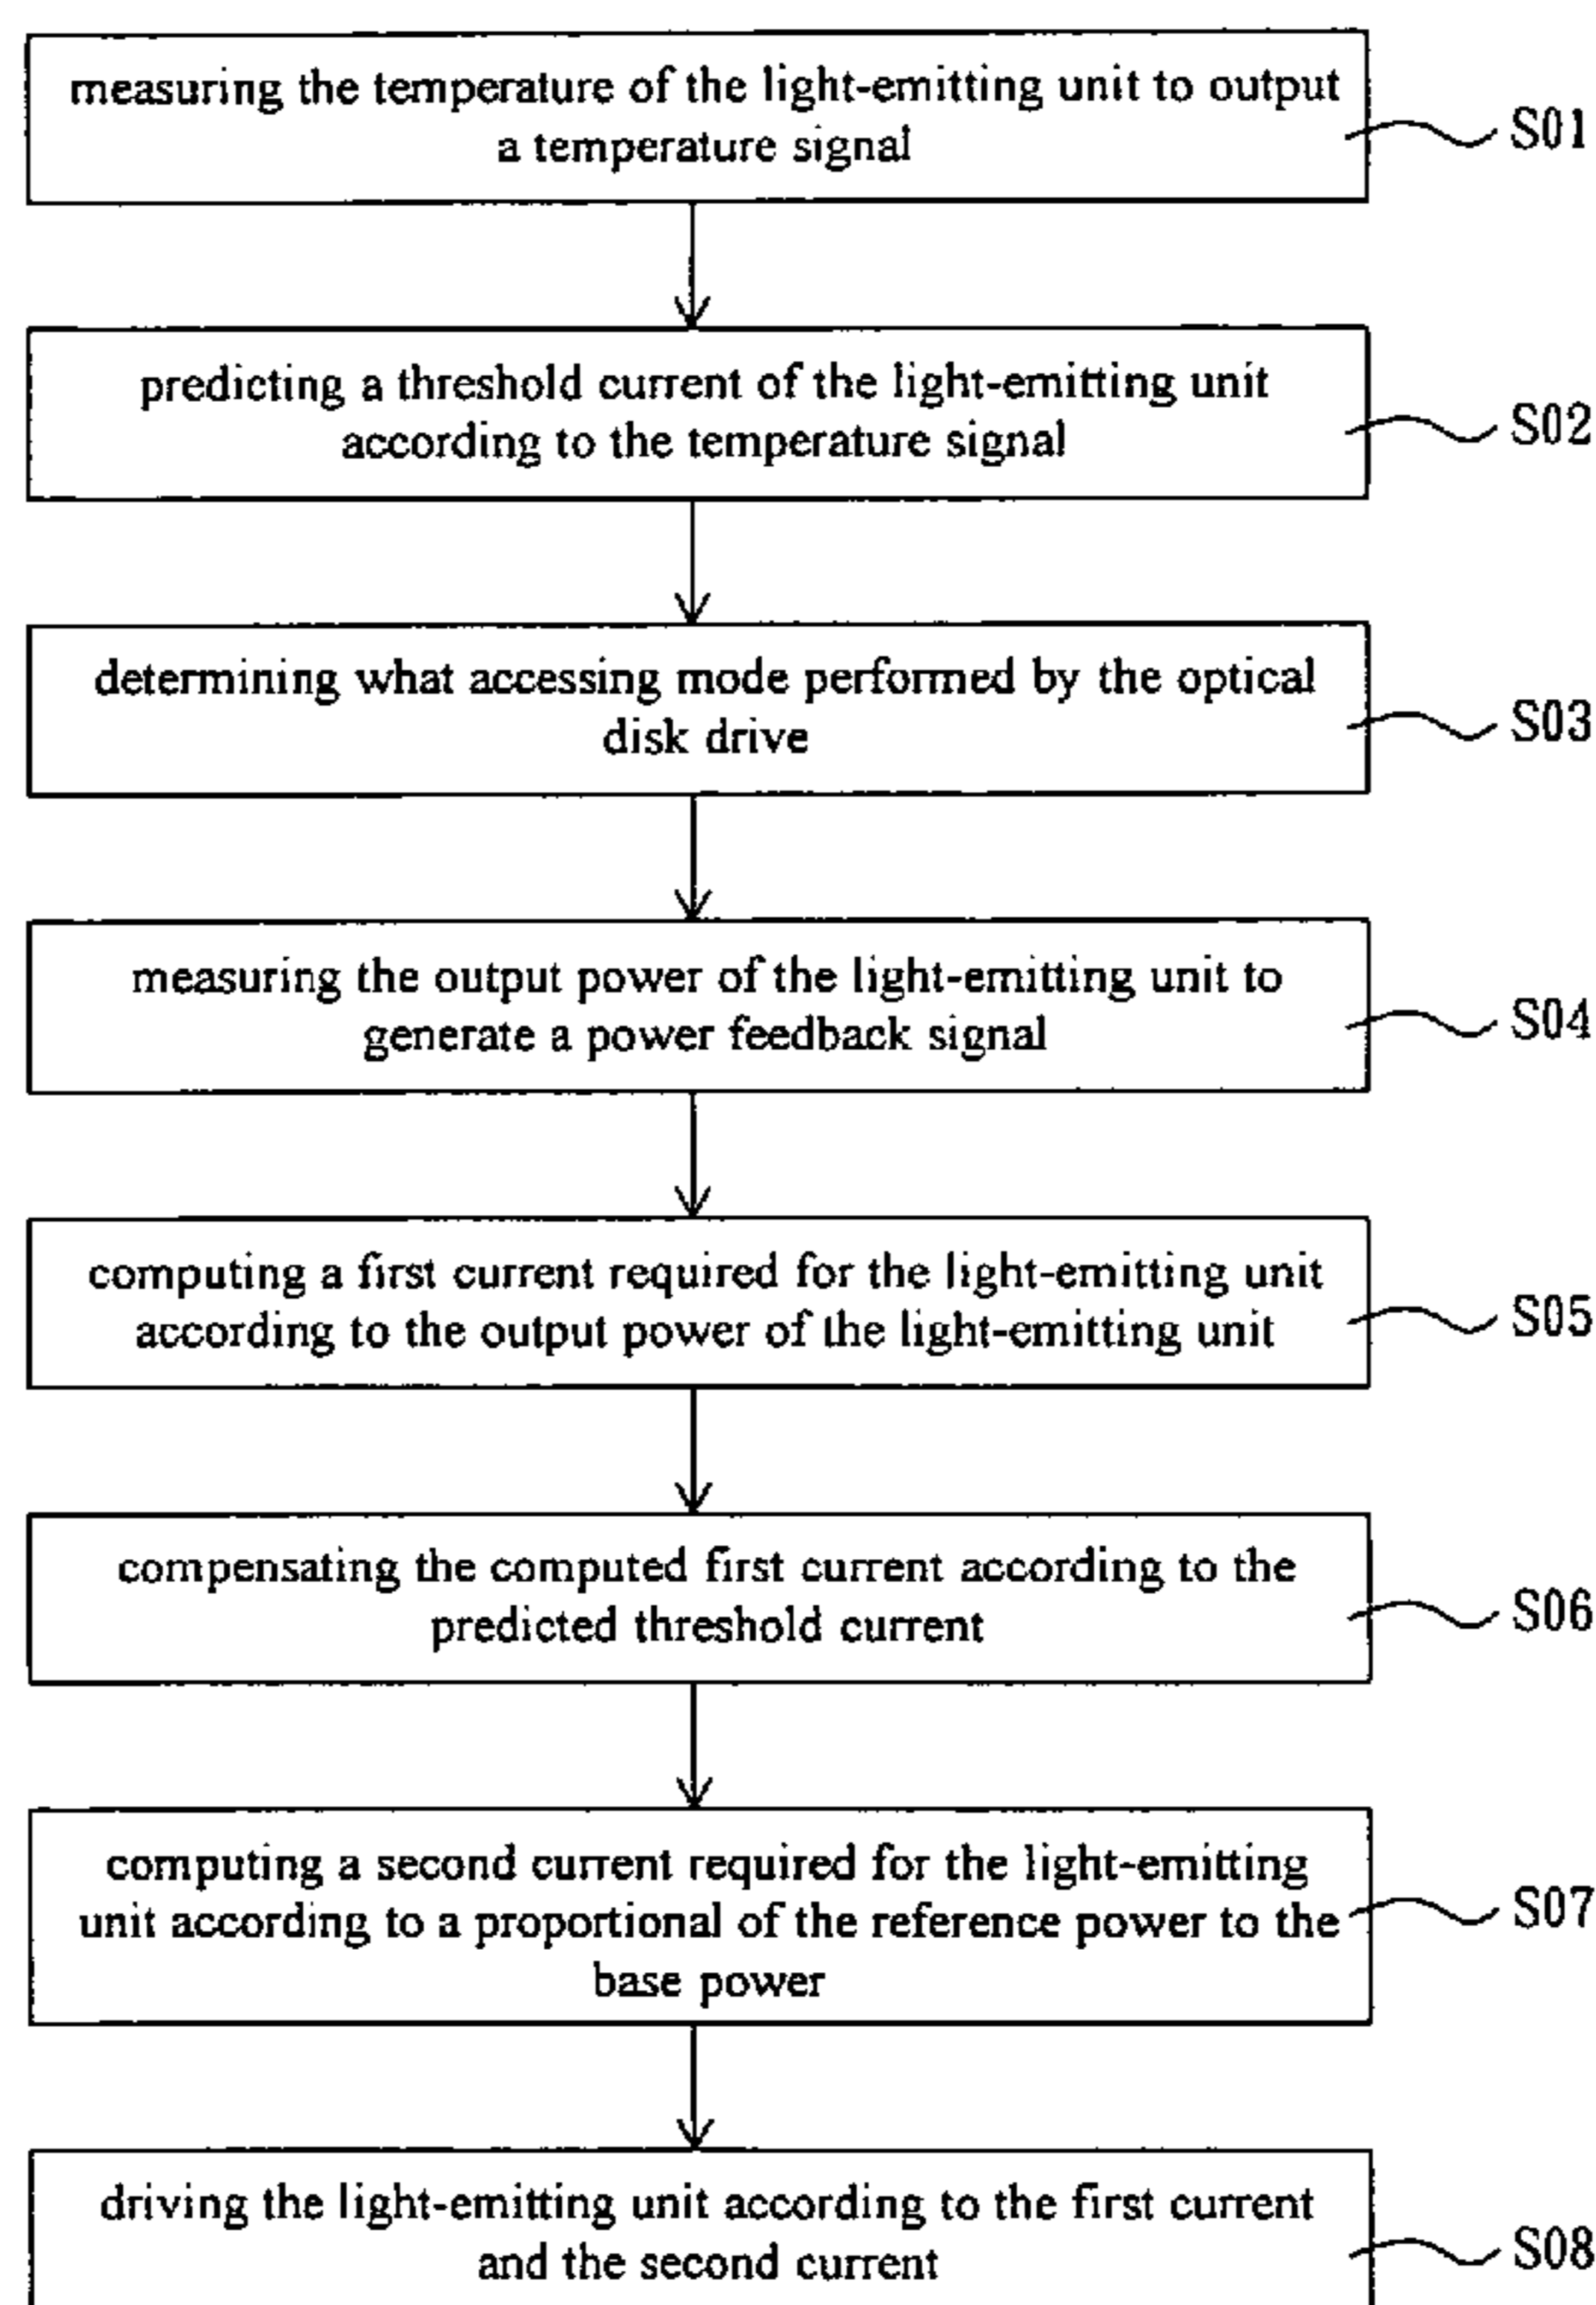 measuring the temperature of the light-emitting unit to output
a temperature signal
S01
predicting a threshold current of the light-emitting unit
according to the temperature signal
S02
determining what accessing mode performed by the optical
disk drive
S03
measuring the output power of the light-emitting unit to
generate a power feedback signal
S04
computing a first current required for the light-emitting unit
according to the output power of the light-emitting unit
S05
compensating the computed first current according to the
predicted threshold current
S06
computing a second current required for the light-emitting
unit according to a proportional of the reference power to the
base power
S07
driving the light-emitting unit according to the first current
and the second current
S08